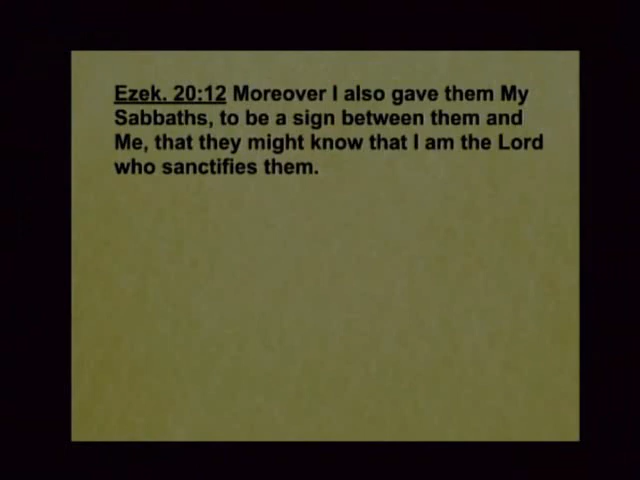 Ezek. 20:12 Moreover I also gave them My
Sabbaths, to be a sign between them and
Me, that they might know that I am the Lord
who sanctifies them.